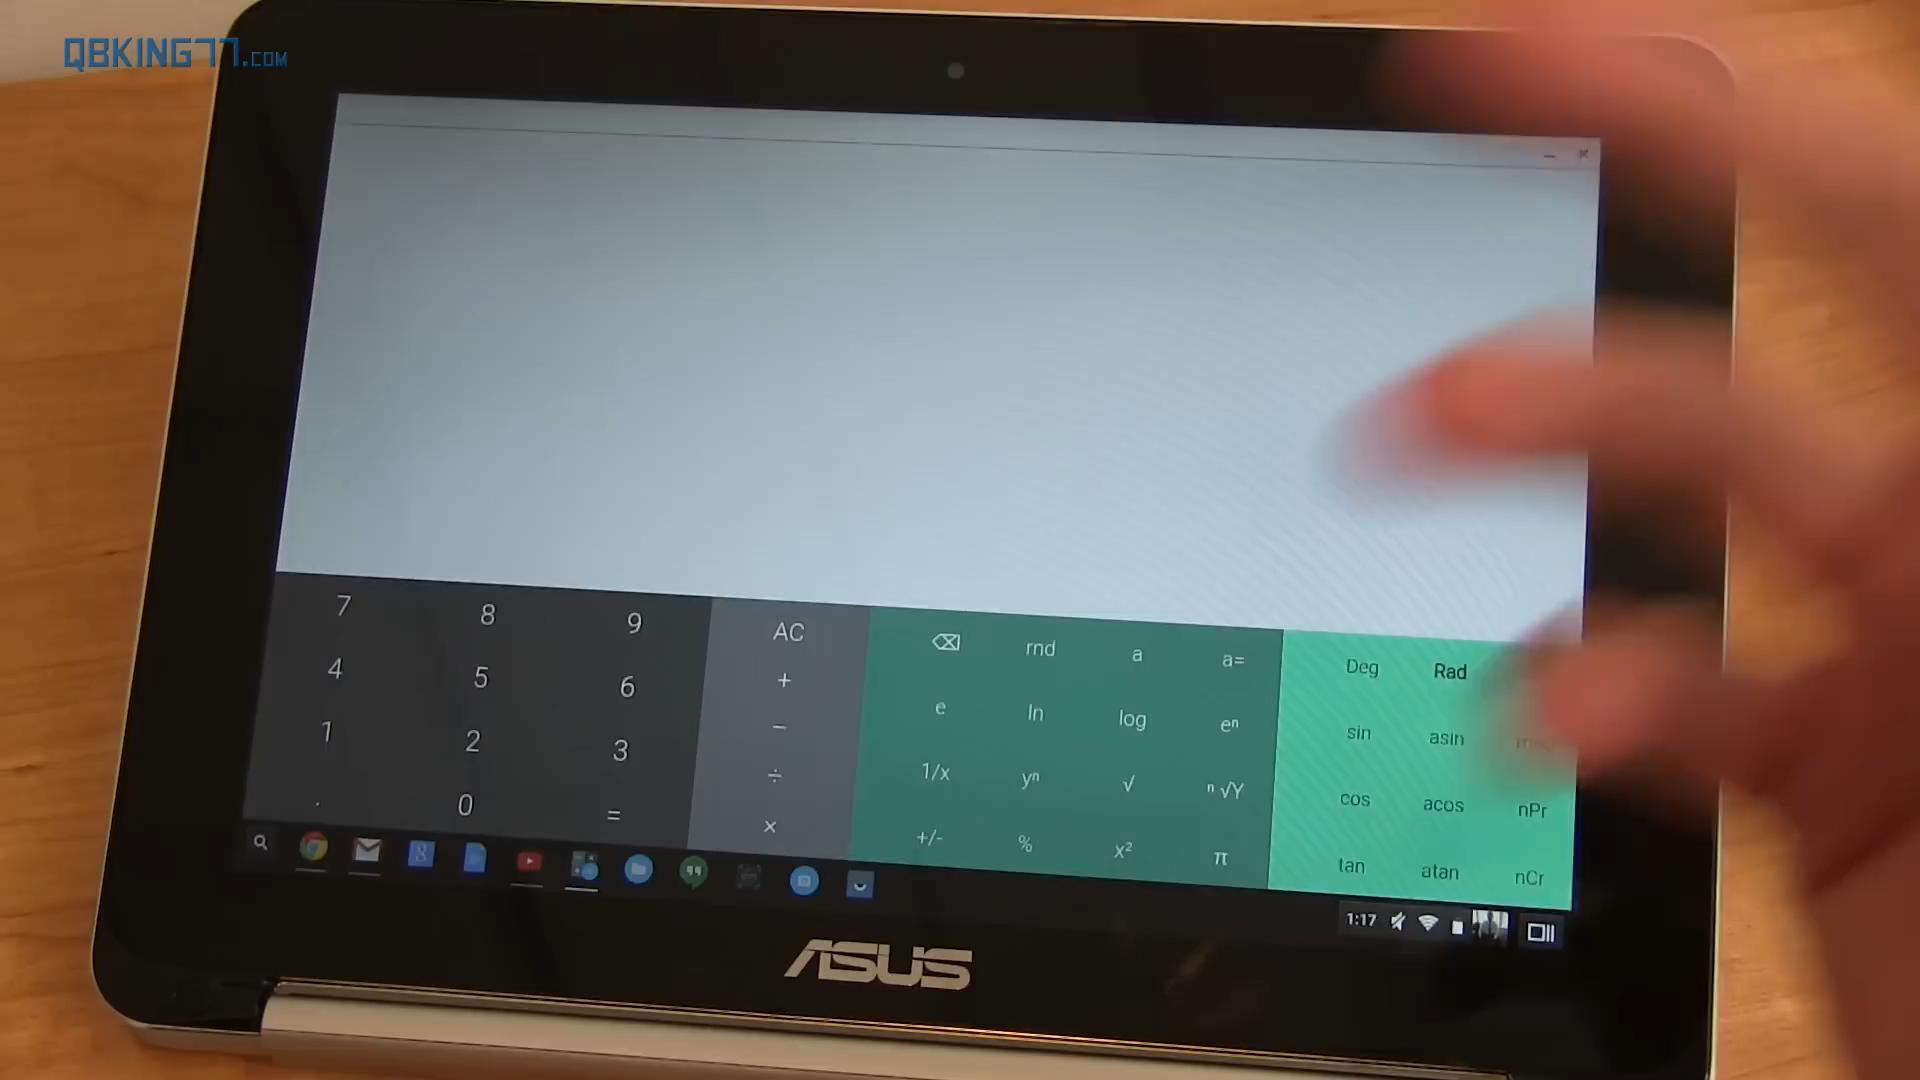 QBKING77.COM
7 8 9 AC rnd a a= Deg Rad
4 5 6 + e ln log eⁿ sin asin
1 2 3 − 1/x yⁿ √ ⁿ√Y cos acos nPr
. 0 = ÷ × +/- % x² π tan atan nCr
1:17
ASUS